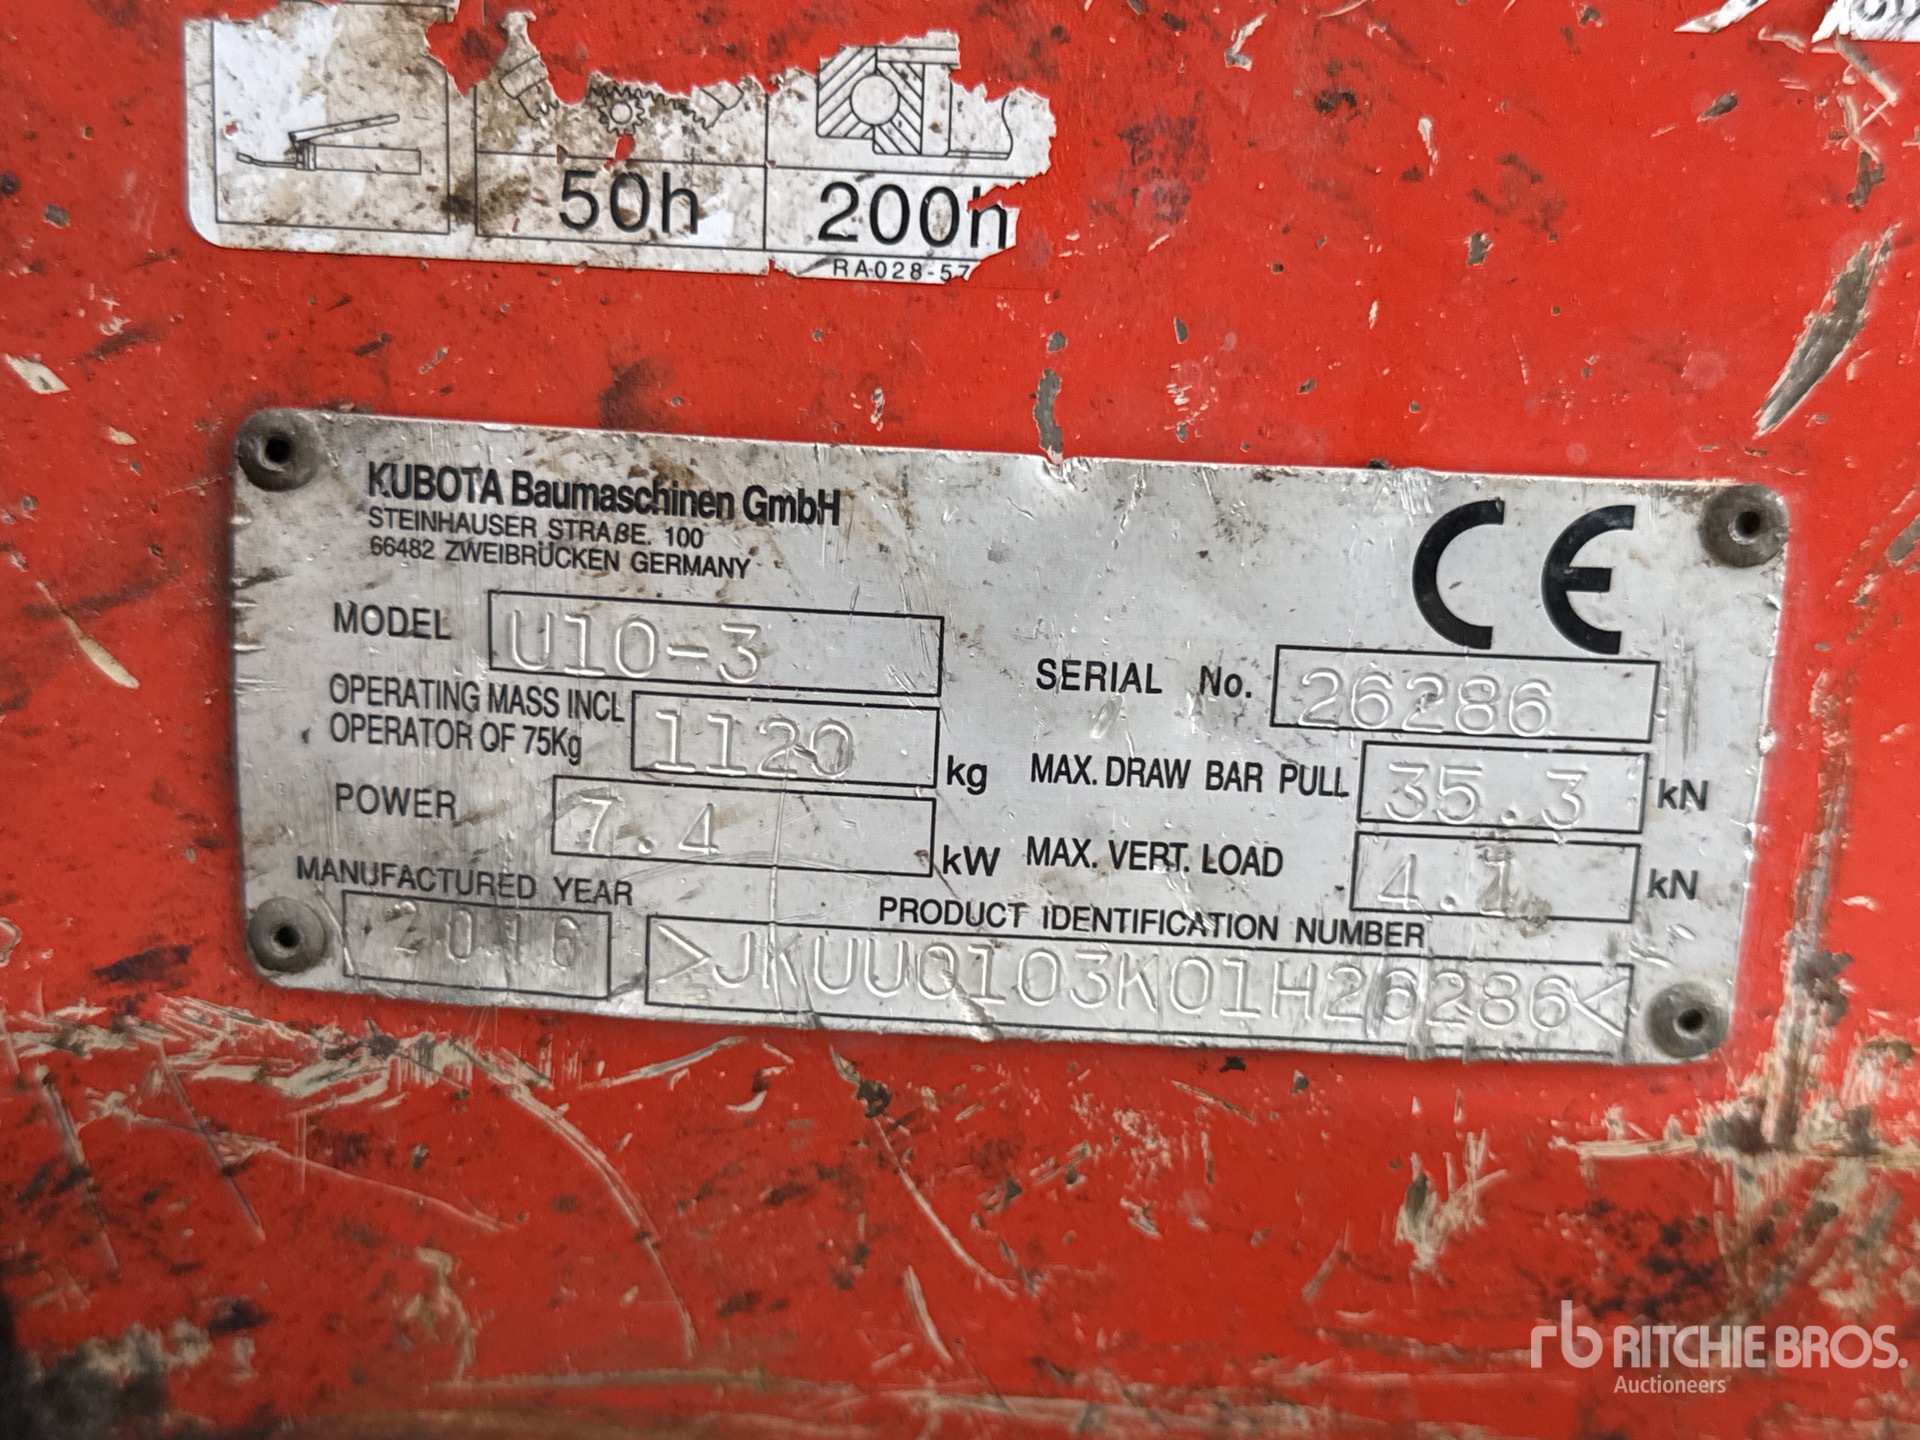 50h 200h
RA028-57
KUBOTA Baumaschinen GmbH
STEINHAUSER STRAßE. 100
66482 ZWEIBRÜCKEN GERMANY
CE
MODEL U10-3
SERIAL No. 26286
OPERATING MASS INCL
OPERATOR OF 75Kg 1120 kg
MAX. DRAW BAR PULL 35.3 kN
POWER 7.4 kW
MAX. VERT. LOAD 4.1 kN
MANUFACTURED YEAR
2016
PRODUCT IDENTIFICATION NUMBER
>JKUU0103K01H26286<
rb RITCHIE BROS.
Auctioneers